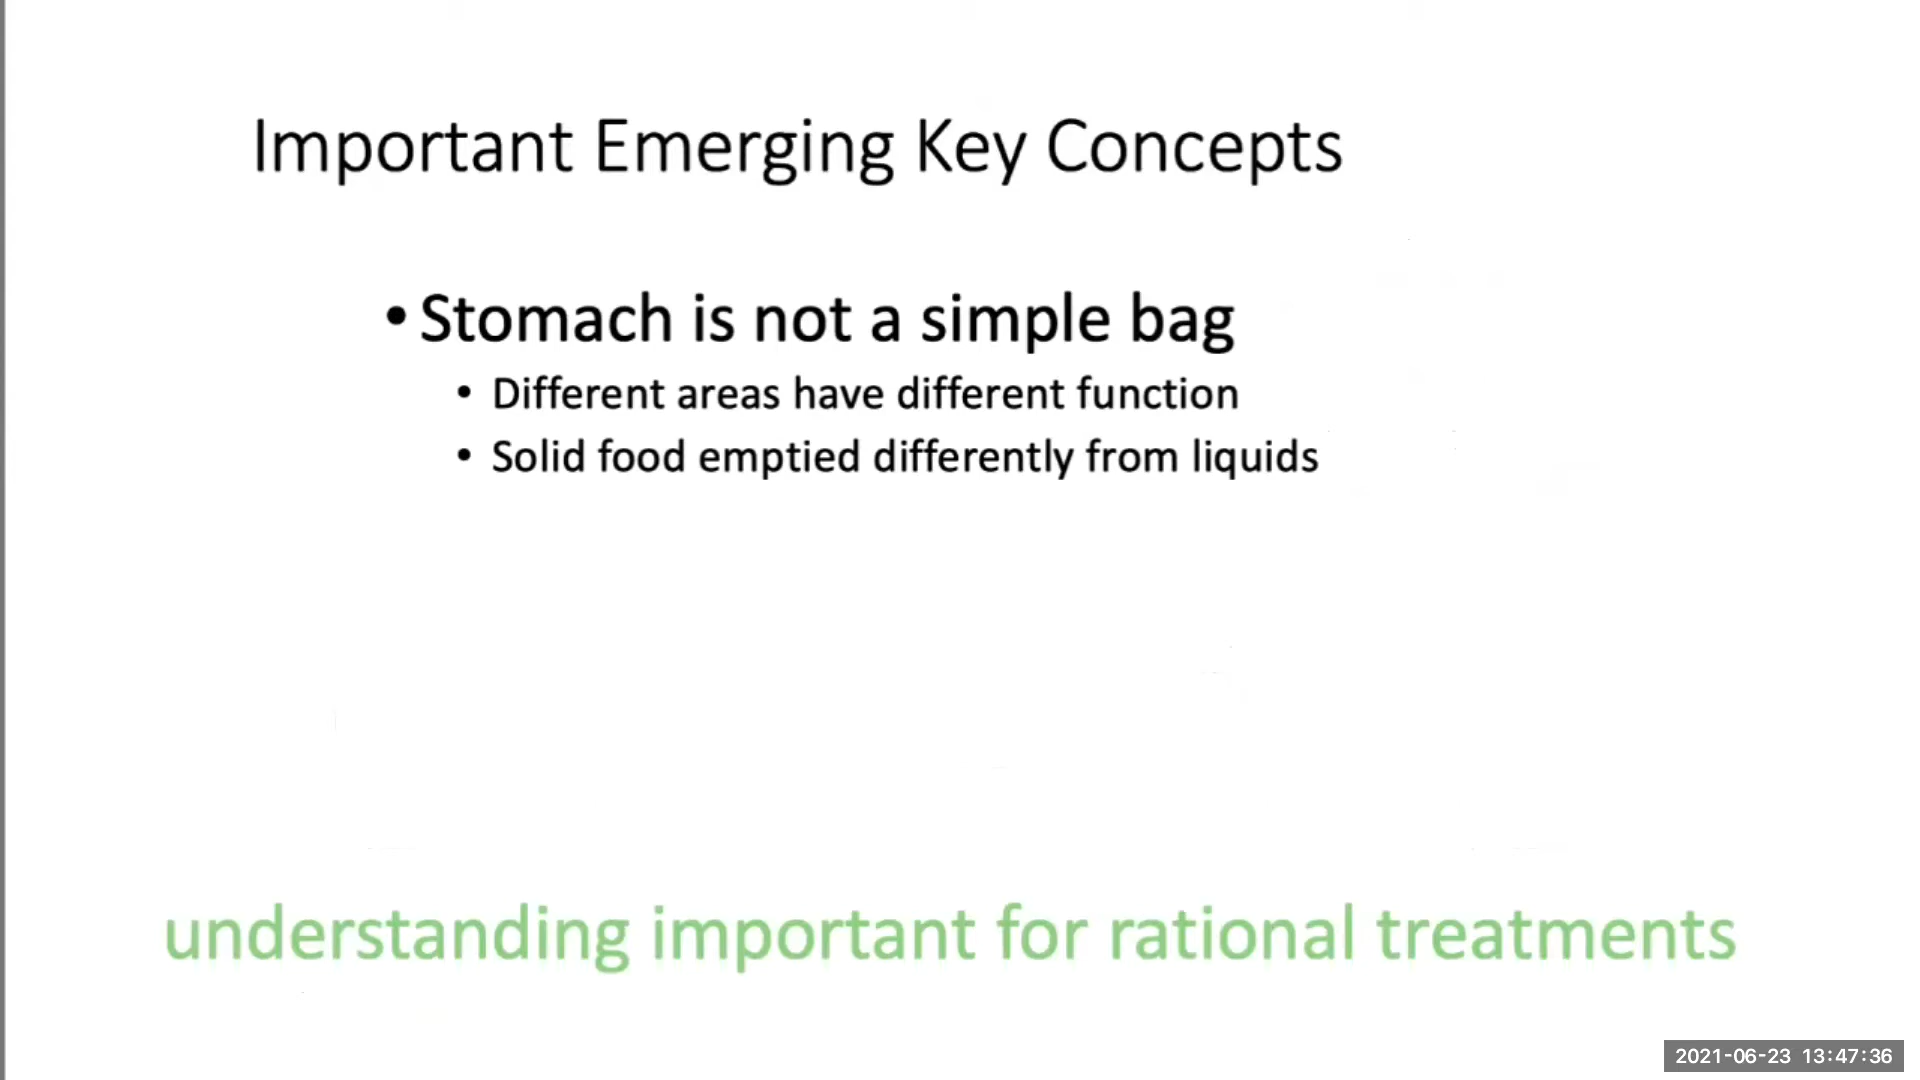 Important Emerging Key Concepts
• Stomach is not a simple bag
• Different areas have different function
• Solid food emptied differently from liquids
understanding important for rational treatments
2021-06-23 13:47:36